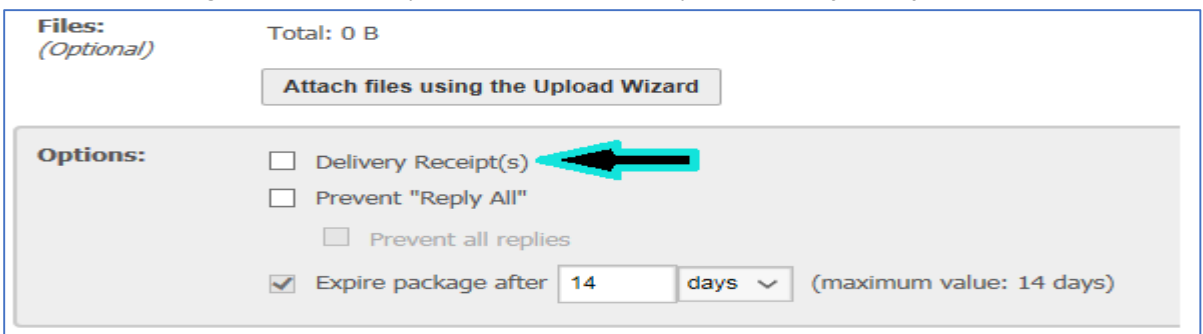 Files: Total: 0 B
(Optional)
Attach files using the Upload Wizard
Options: Delivery Receipt(s)
Prevent "Reply All"
Prevent all replies
Expire package after 14 days (maximum value: 14 days)